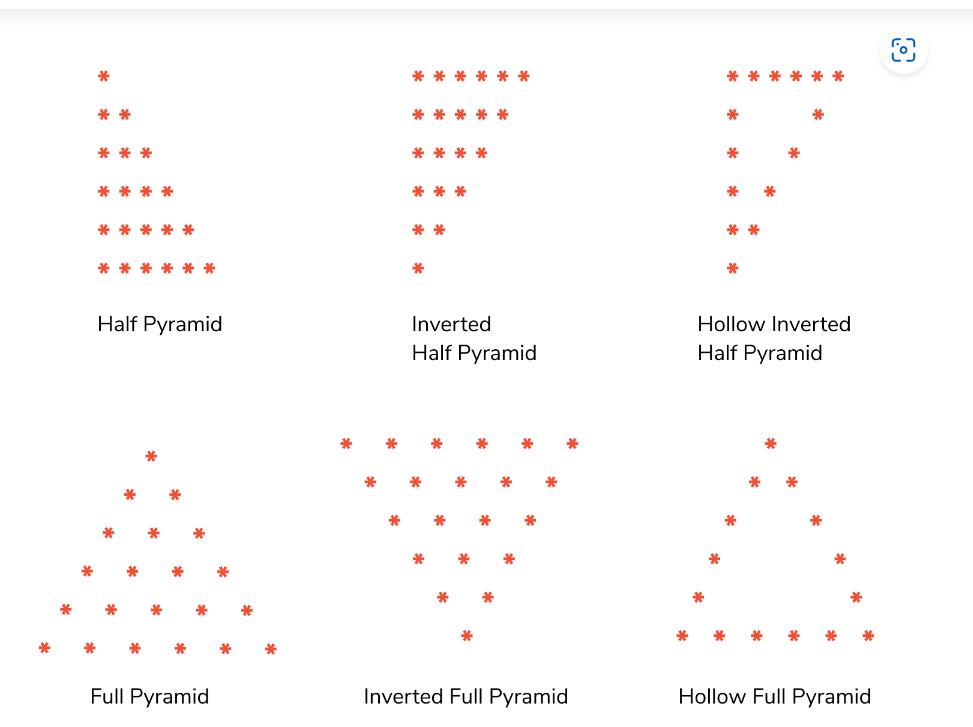 * * * * * * * * * * * * *
* * * * * * * * *
* * * * * * * * *
* * * * * * * * *
* * * * * * * * *
* * * * * * * *
Half Pyramid
Inverted
Half Pyramid
Hollow Inverted
Half Pyramid
* * * * * * *
*
* * * * * * *
* *
* * * * * *
* * *
* * * * *
* * * *
* * * *
* * * * *
* * * * * * *
* * * * * *
Full Pyramid
Inverted Full Pyramid
Hollow Full Pyramid